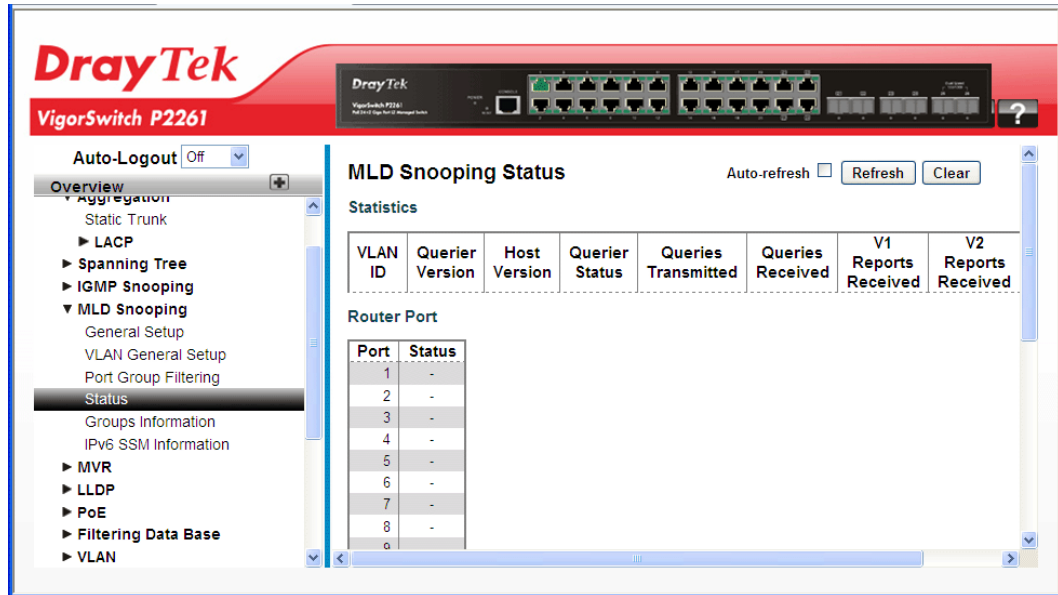 DrayTek
VigorSwitch P2261
DrayTek
VigorSwitch P2261
?
Auto-Logout Off
Overview
Aggregation
Static Trunk
LACP
Spanning Tree
IGMP Snooping
MLD Snooping
General Setup
VLAN General Setup
Port Group Filtering
Status
Groups Information
IPv6 SSM Information
MVR
LLDP
PoE
Filtering Data Base
VLAN
MLD Snooping Status
Auto-refresh Refresh Clear
Statistics
VLAN ID Querier Version Host Version Querier Status Queries Transmitted Queries Received V1 Reports Received V2 Reports Received
Router Port
Port Status
1 -
2 -
3 -
4 -
5 -
6 -
7 -
8 -
9